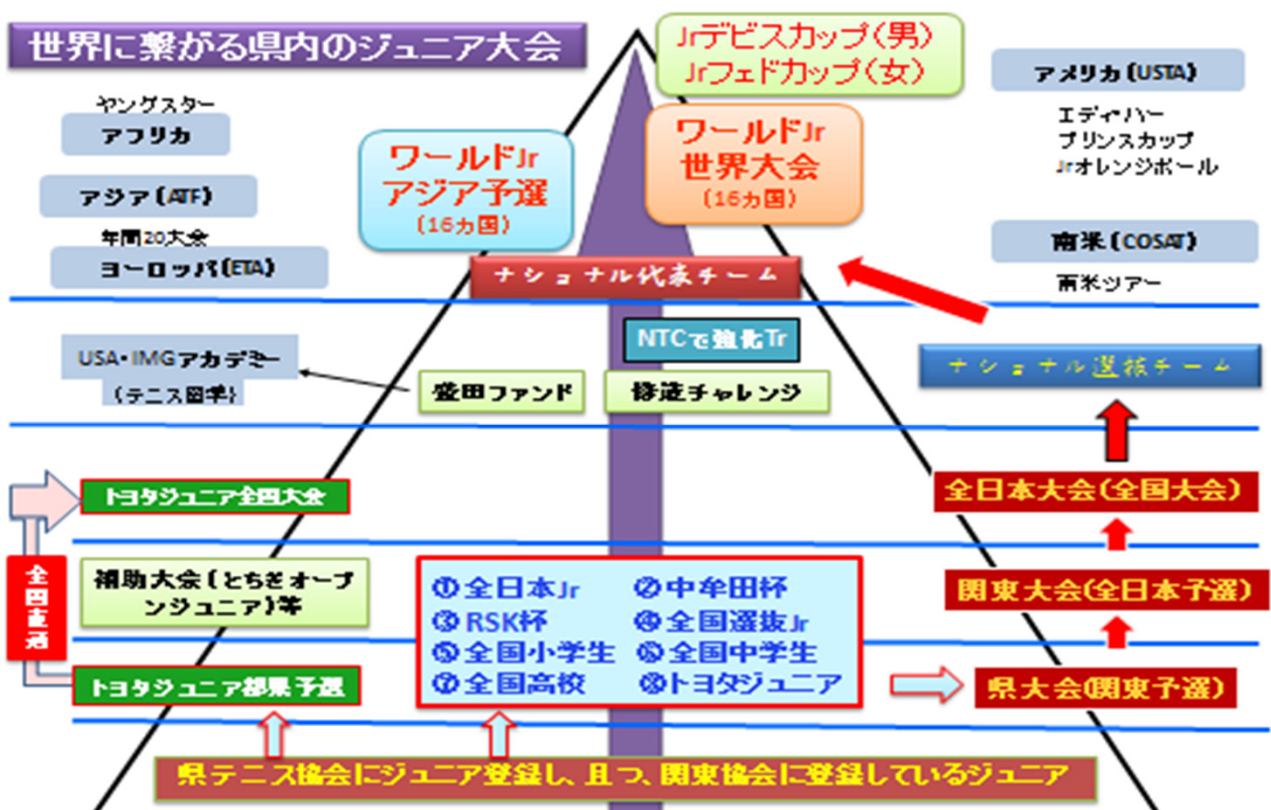 世界に繋がる県内のジュニア大会
Jrデビスカップ(男)
Jrフェドカップ(女)
アメリカ(USTA)
エディ・ハー
プリンスカップ
Jrオレンジボール
ヤングスター
アフリカ
アジア(ATF)
年間20大会
ヨーロッパ(ETA)
ワールドJr
アジア予選
(16カ国)
ワールドJr
世界大会
(16カ国)
南米(COSAT)
南米ツアー
ナショナル代表チーム
NTCで強化Tr
USA・IMGアカデミー
(テニス留学)
盛田ファンド
修造チャレンジ
ナショナル選抜チーム
トヨタジュニア全国大会
全日本大会(全国大会)
全国直通
補助大会(とちぎオープ
ンジュニア)等
①全日本Jr ②中牟田杯
③RSK杯 ④全国選抜Jr
⑤全国小学生 ⑥全国中学生
⑦全国高校 ⑧トヨタジュニア
関東大会(全日本予選)
トヨタジュニア都県予選
県大会(関東予選)
県テニス協会にジュニア登録し、且つ、関東協会に登録しているジュニア